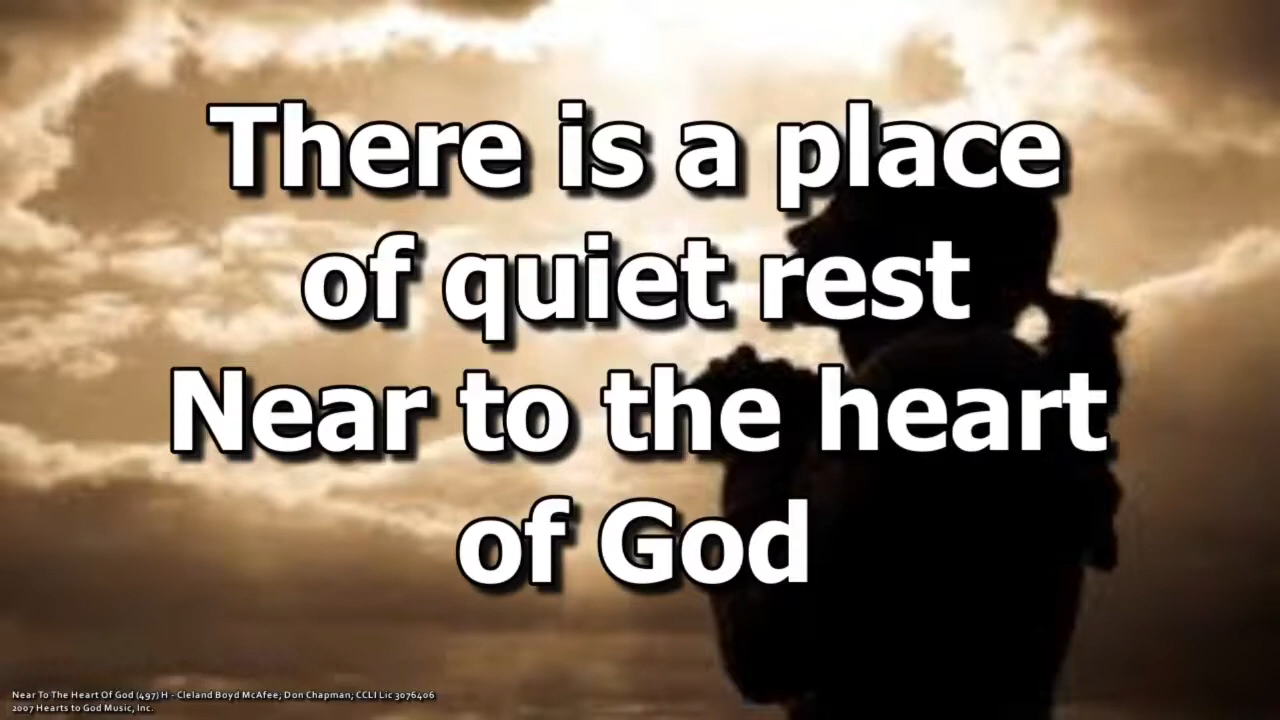 There is a place
of quiet rest
Near to the heart
of God
Near To The Heart Of God (497) H - Cleland Boyd McAfee; Don Chapman; CCLI Lic 3076406
2007 Hearts to God Music, Inc.